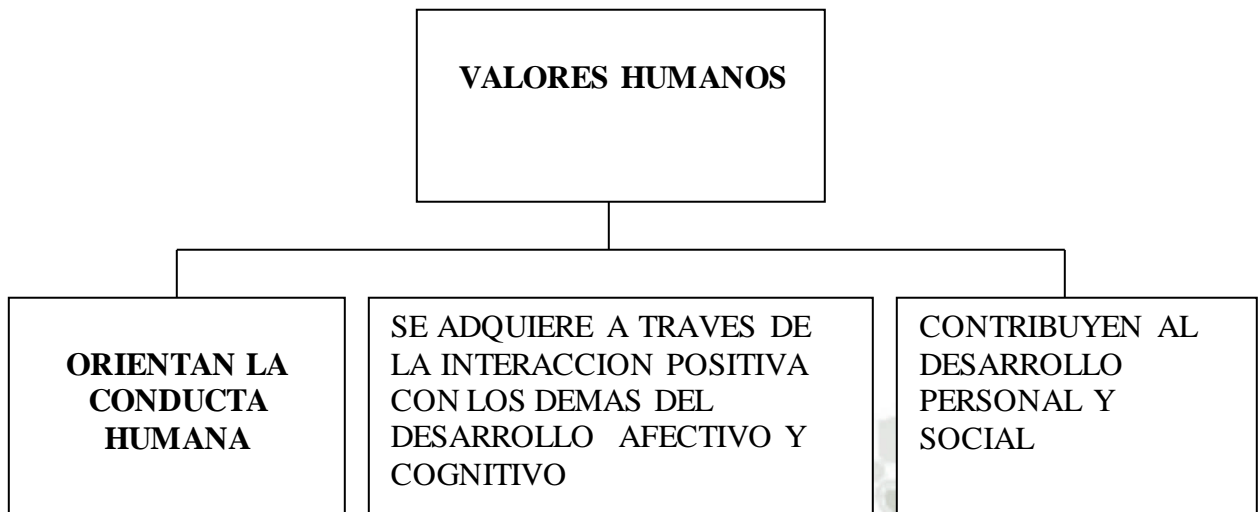 VALORES HUMANOS
ORIENTAN LA
CONDUCTA
HUMANA
SE ADQUIERE A TRAVES DE
LA INTERACCION POSITIVA
CON LOS DEMAS DEL
DESARROLLO AFECTIVO Y
COGNITIVO
CONTRIBUYEN AL
DESARROLLO
PERSONAL Y
SOCIAL